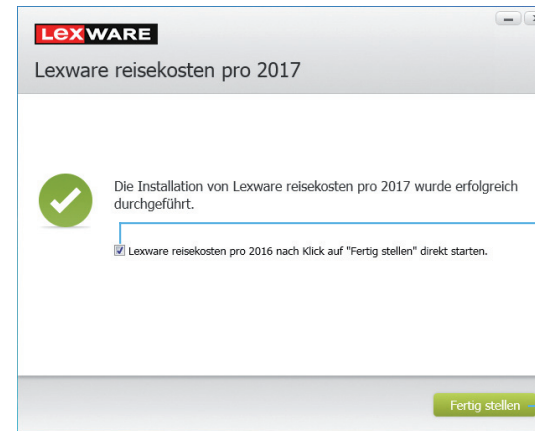 LEXWARE
Lexware reisekosten pro 2017
Die Installation von Lexware reisekosten pro 2017 wurde erfolgreich
durchgeführt.
Lexware reisekosten pro 2016 nach Klick auf "Fertig stellen" direkt starten.
Fertig stellen